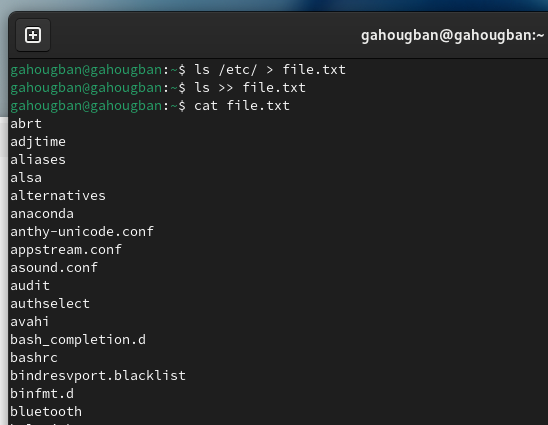 gahougban@gahougban:~
gahougban@gahougban:~$ ls /etc/ > file.txt
gahougban@gahougban:~$ ls >> file.txt
gahougban@gahougban:~$ cat file.txt
abrt
adjtime
aliases
alsa
alternatives
anaconda
anthy-unicode.conf
appstream.conf
asound.conf
audit
authselect
avahi
bash_completion.d
bashrc
bindresvport.blacklist
binfmt.d
bluetooth